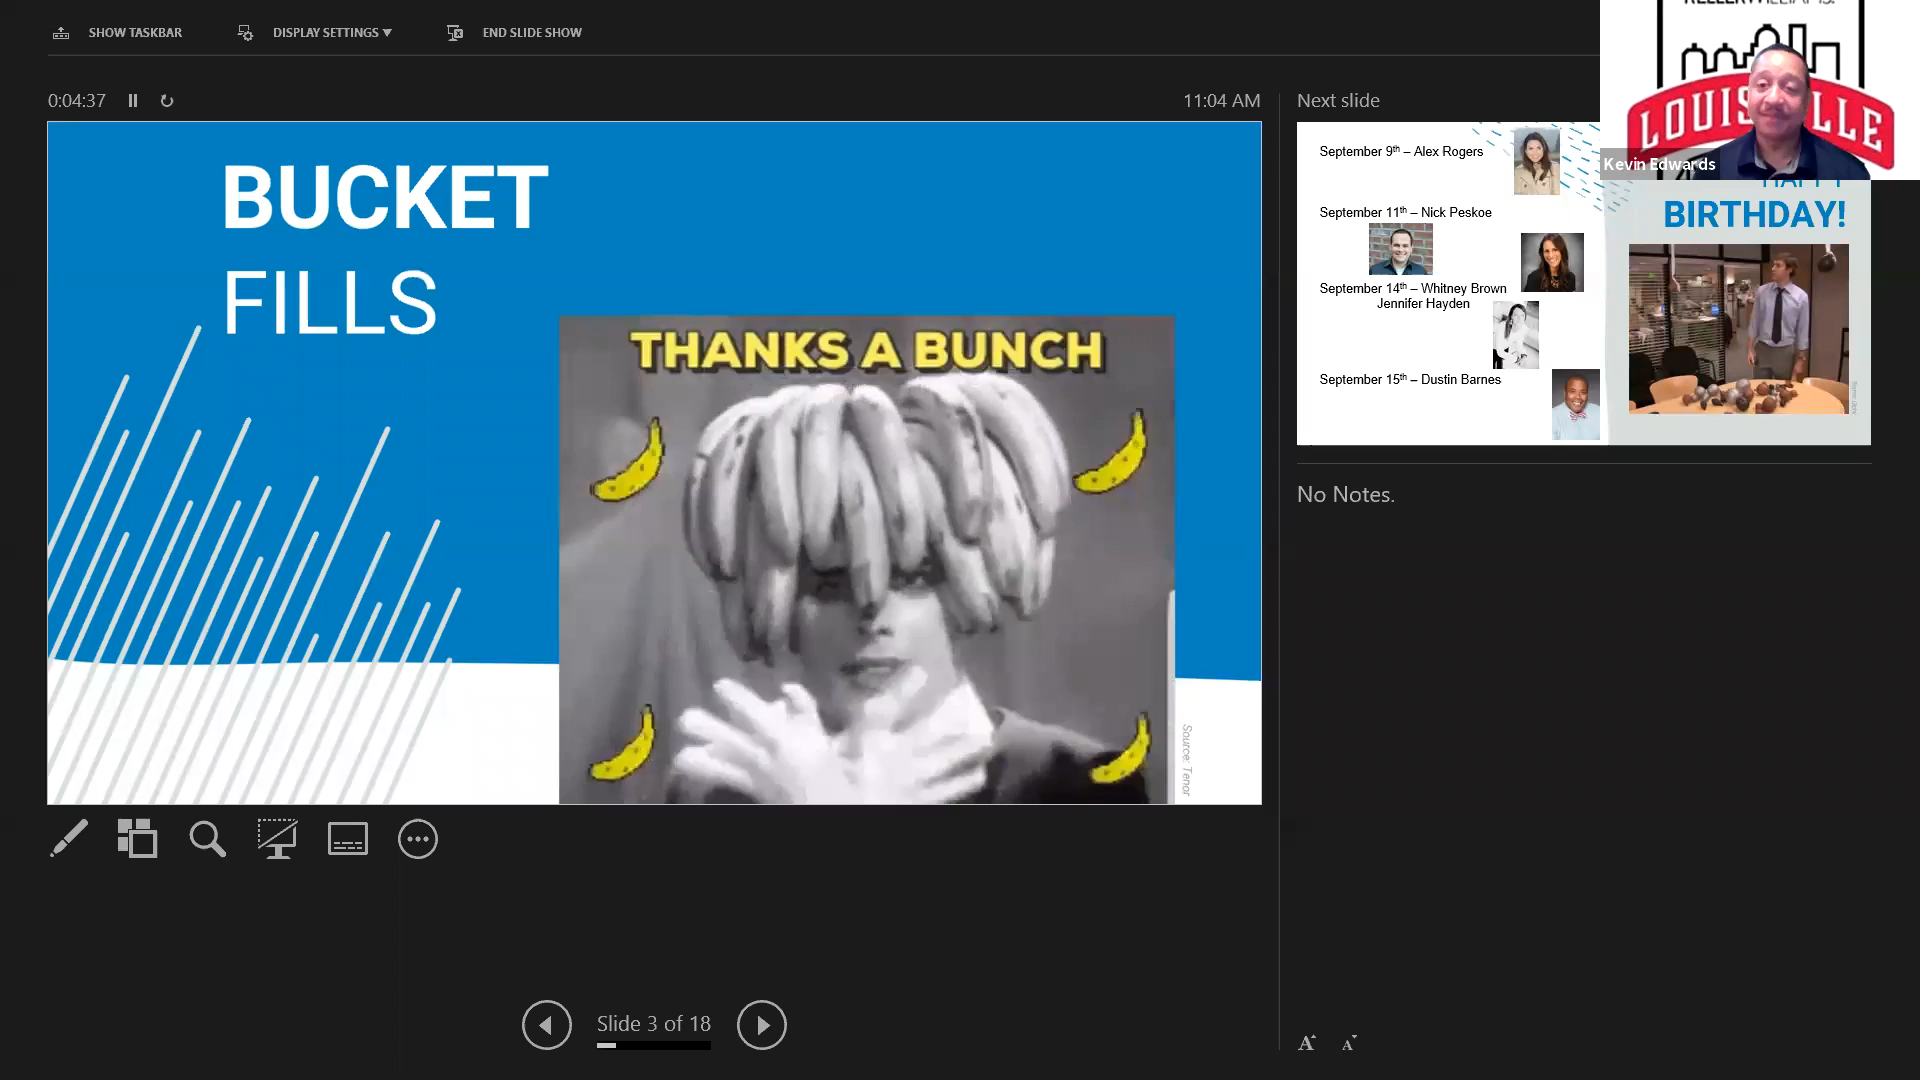 SHOW TASKBAR
DISPLAY SETTINGS
END SLIDE SHOW
0:04:37
11:04 AM
BUCKET
FILLS
THANKS A BUNCH
Source: Tenor
Slide 3 of 18
Next slide
September 9th – Alex Rogers
September 11th – Nick Peskoe
September 14th – Whitney Brown
Jennifer Hayden
September 15th – Dustin Barnes
BIRTHDAY!
No Notes.
LOUISVILLE
Kevin Edwards
A A